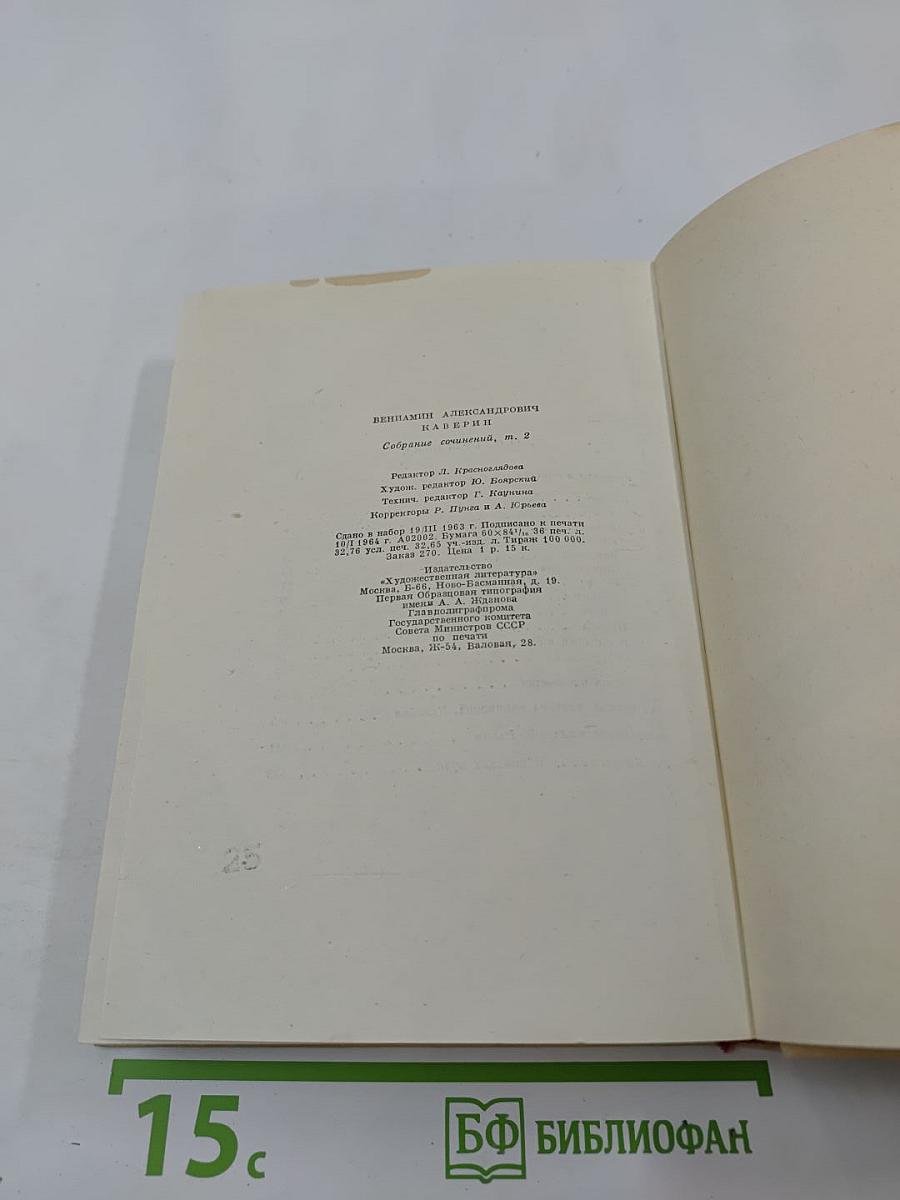 ВЕНИАМИН АЛЕКСАНДРОВИЧ
КАВЕРИН
Собрание сочинений, т. 2
Редактор Л. Красноглядова
Худож. редактор Ю. Боярский
Технич. редактор Г. Каунина
Корректоры Р. Пунга и А. Юрьева
Сдано в набор 19/III 1963 г. Подписано к печати
10/I 1964 г. А02002. Бумага 60×84¹/₁₆ 36 печ. л.
32,76 усл. печ. 32,65 уч.-изд. л. Тираж 100 000.
Заказ 270. Цена 1 р. 15 к.
Издательство
«Художественная литература»
Москва, Б-66, Ново-Басманная, д. 19.
Первая Образцовая типография
имени А. А. Жданова
Главполиграфпрома
Государственного комитета
Совета Министров СССР
по печати
Москва, Ж-54, Валовая, 28.
25
15 с
БФ БИБЛИОФАН